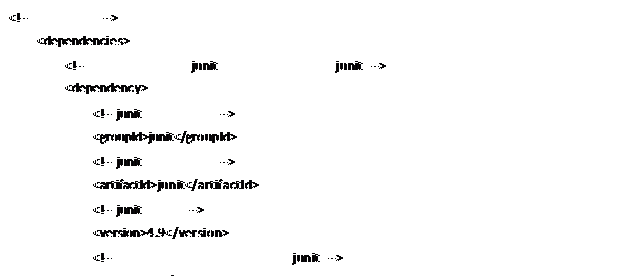 <!-- -->
<dependencies>
<!-- junit junit -->
<dependency>
<!-- junit -->
<groupId>junit</groupId>
<!-- junit -->
<artifactId>junit</artifactId>
<!-- junit -->
<version>4.9</version>
<!-- junit -->